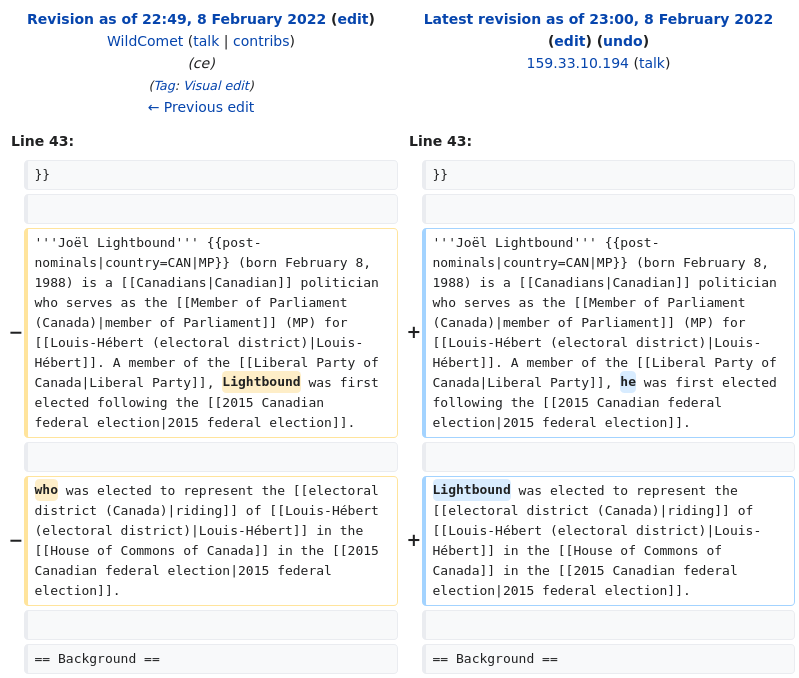 Revision as of 22:49, 8 February 2022 (edit)
WildComet (talk | contribs)
(ce)
(Tag: Visual edit)
← Previous edit
Latest revision as of 23:00, 8 February 2022
(edit) (undo)
159.33.10.194 (talk)
Line 43:
Line 43:
}}
}}
−
'''Joël Lightbound''' {{post-
nominals|country=CAN|MP}} (born February 8,
1988) is a [[Canadians|Canadian]] politician
who serves as the [[Member of Parliament
(Canada)|member of Parliament]] (MP) for
[[Louis-Hébert (electoral district)|Louis-
Hébert]]. A member of the [[Liberal Party of
Canada|Liberal Party]], Lightbound was first
elected following the [[2015 Canadian
federal election|2015 federal election]].
+
'''Joël Lightbound''' {{post-
nominals|country=CAN|MP}} (born February 8,
1988) is a [[Canadians|Canadian]] politician
who serves as the [[Member of Parliament
(Canada)|member of Parliament]] (MP) for
[[Louis-Hébert (electoral district)|Louis-
Hébert]]. A member of the [[Liberal Party of
Canada|Liberal Party]], he was first elected
following the [[2015 Canadian federal
election|2015 federal election]].
−
who was elected to represent the [[electoral
district (Canada)|riding]] of [[Louis-Hébert
(electoral district)|Louis-Hébert]] in the
[[House of Commons of Canada]] in the [[2015
Canadian federal election|2015 federal
election]].
+
Lightbound was elected to represent the
[[electoral district (Canada)|riding]] of
[[Louis-Hébert (electoral district)|Louis-
Hébert]] in the [[House of Commons of
Canada]] in the [[2015 Canadian federal
election|2015 federal election]].
== Background ==
== Background ==